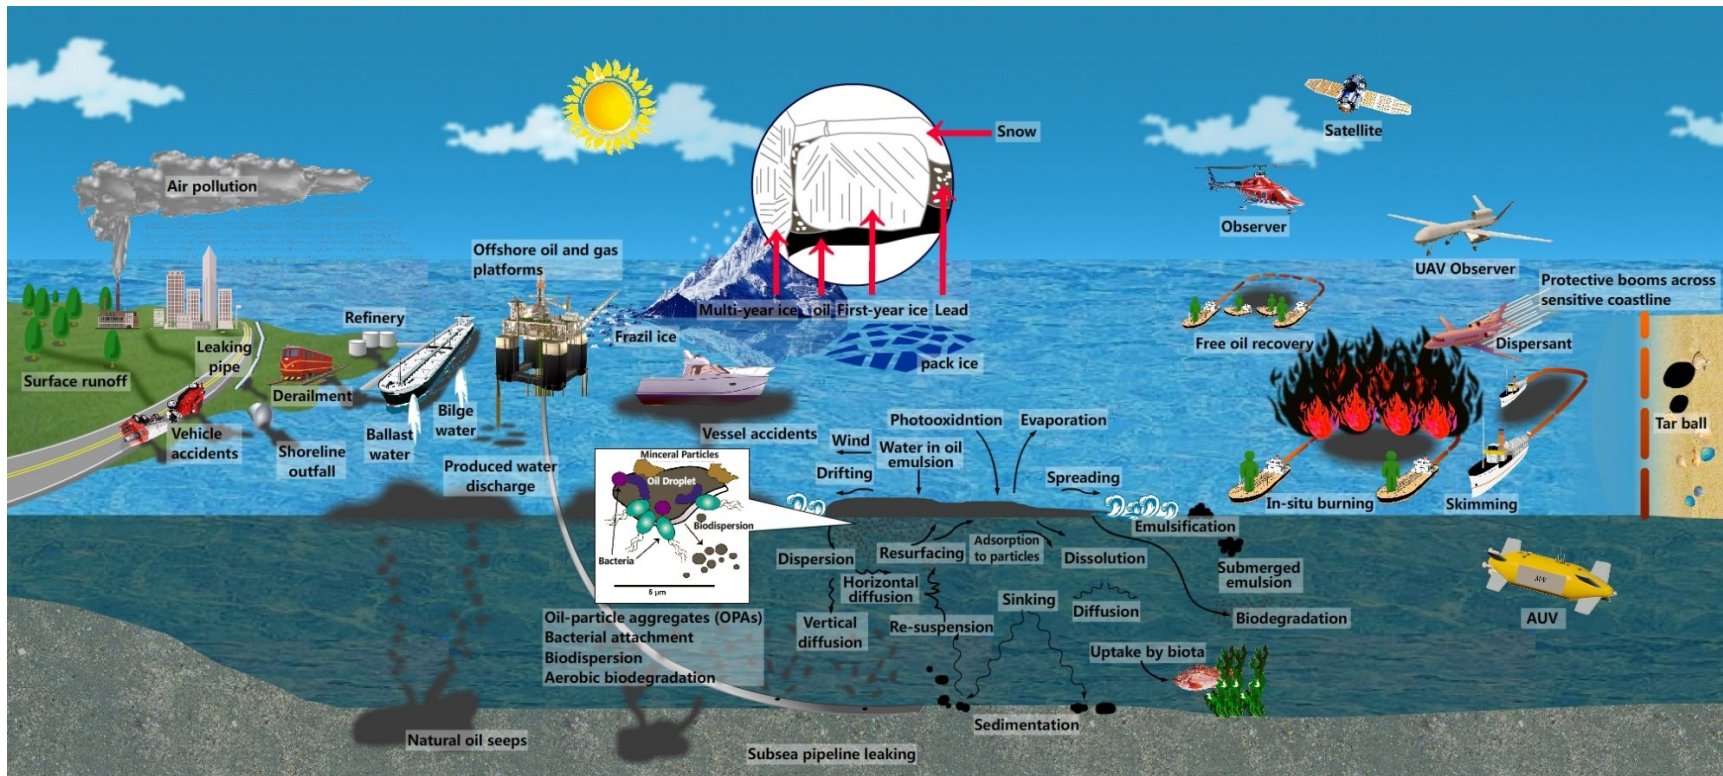 Air pollution
Snow
Satellite
Observer
UAV Observer
Offshore oil and gas
platforms
Protective booms across
sensitive coastline
Multi-year ice
oil
First-year ice
Lead
Refinery
Frazil ice
Leaking
pipe
Free oil recovery
Dispersant
pack ice
Surface runoff
Derailment
Bilge
water
Ballast
water
Vehicle
accidents
Shoreline
outfall
Produced water
discharge
Vessel accidents
Photooxidntion
Evaporation
Tar ball
Wind
Water in oil
emulsion
Drifting
Spreading
In-situ burning
Skimming
Minceral Particles
Oil Droplet
Biodispersion
Bacteria
5 µm
Emulsification
Dispersion
Resurfacing
Adsorption
to particles
Dissolution
Submerged
emulsion
Horizontal
diffusion
Vertical
diffusion
Re-suspension
Sinking
Diffusion
Biodegradation
AUV
AUV
Oil-particle aggregates (OPAs)
Bacterial attachment
Biodispersion
Aerobic biodegradation
Uptake by biota
Sedimentation
Natural oil seeps
Subsea pipeline leaking